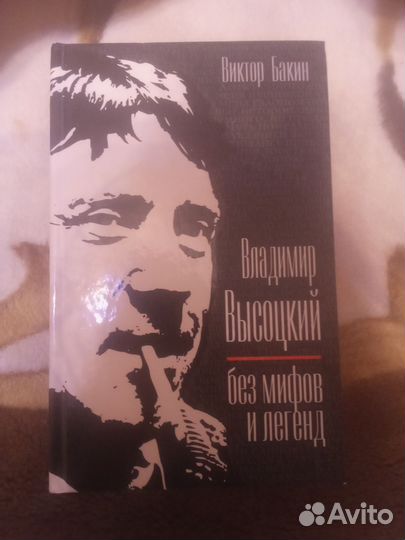 Виктор Бакин
Владимир
Высоцкий
без мифов
и легенд
Avito